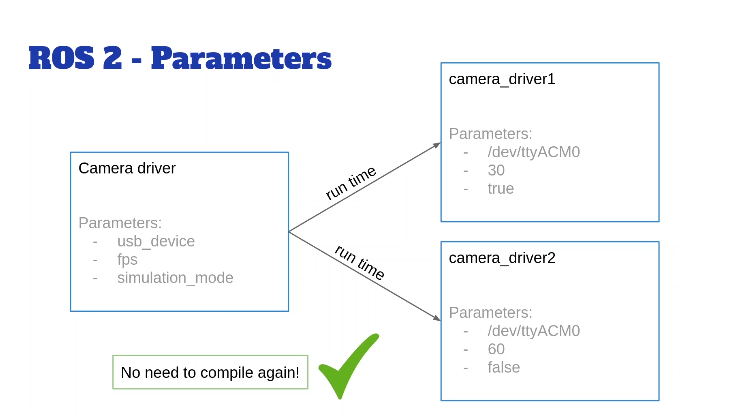 ROS 2 - Parameters
Camera driver
Parameters:
- usb_device
- fps
- simulation_mode
run time
run time
camera_driver1
Parameters:
- /dev/ttyACM0
- 30
- true
camera_driver2
Parameters:
- /dev/ttyACM0
- 60
- false
No need to compile again!